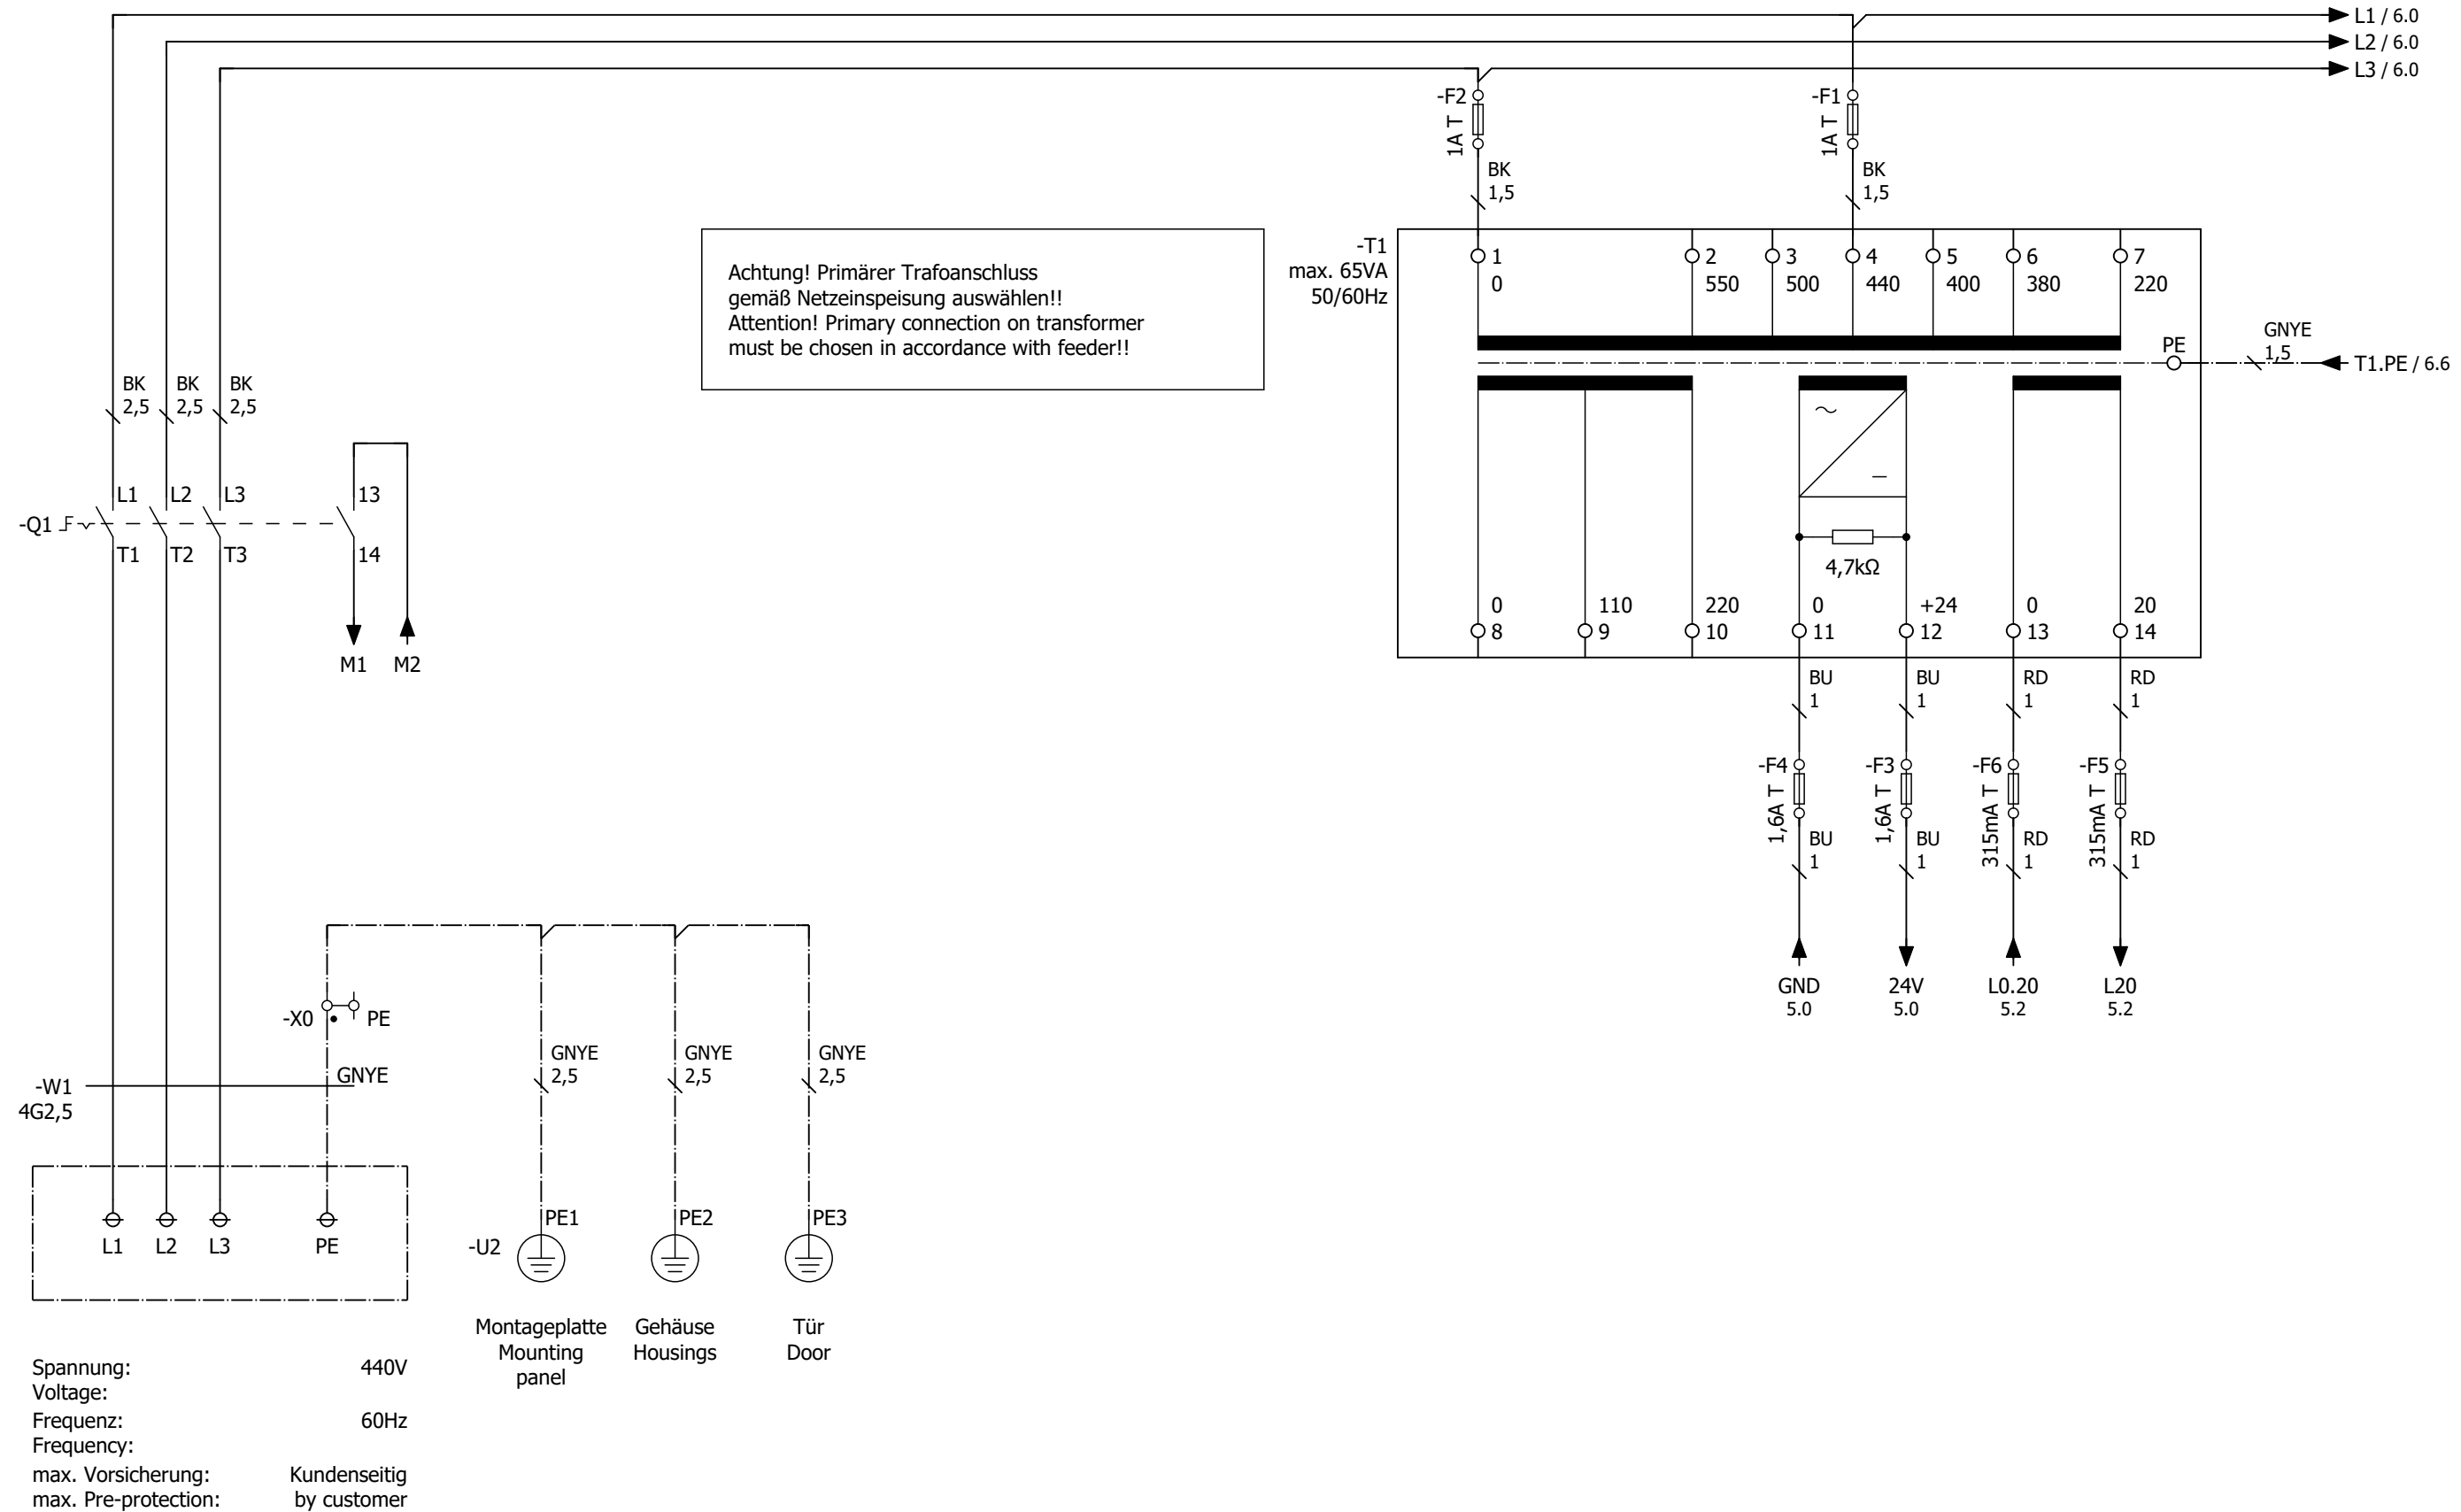 L1 / 6.0
L2 / 6.0
L3 / 6.0
-F2
1A T
BK
1,5
-F1
1A T
BK
1,5
Achtung! Primärer Trafoanschluss
gemäß Netzeinspeisung auswählen!!
Attention! Primary connection on transformer
must be chosen in accordance with feeder!!
-T1
max. 65VA
50/60Hz
1 2 3 4 5 6 7
0 550 500 440 400 380 220
PE
GNYE
1,5
T1.PE / 6.6
4,7kΩ
0 110 220 0 +24 0 20
8 9 10 11 12 13 14
BU BU RD RD
1 1 1 1
-F4 -F3 -F6 -F5
1,6A T 1,6A T 315mA T 315mA T
BU BU RD RD
1 1 1 1
GND 24V L0.20 L20
5.0 5.0 5.2 5.2
BK BK BK
2,5 2,5 2,5
L1 L2 L3 13
-Q1
T1 T2 T3 14
M1 M2
-X0 PE
GNYE
-W1
4G2,5
GNYE GNYE GNYE
2,5 2,5 2,5
L1 L2 L3 PE
PE1 PE2 PE3
-U2
Montageplatte
Mounting
panel
Gehäuse
Housings
Tür
Door
Spannung: 440V
Voltage:
Frequenz: 60Hz
Frequency:
max. Vorsicherung: Kundenseitig
max. Pre-protection: by customer